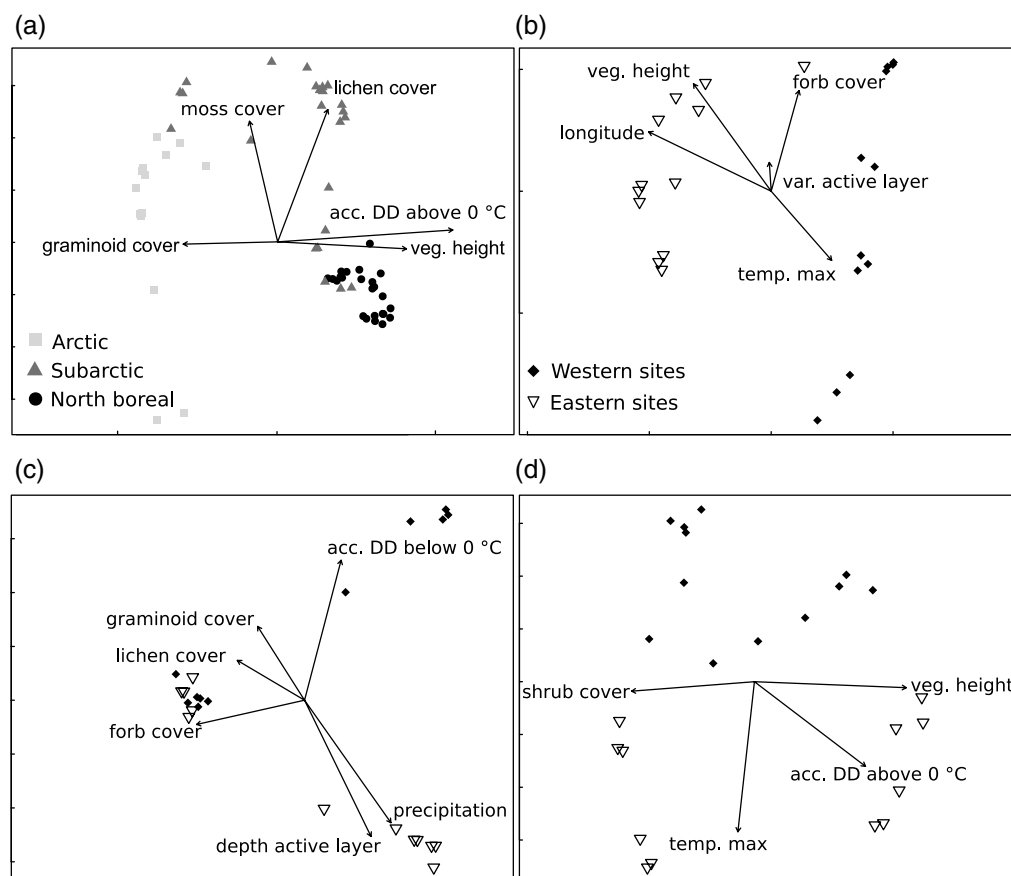 (a)
lichen cover
moss cover
acc. DD above 0 °C
graminoid cover
veg. height
Arctic
Subarctic
North boreal
(b)
veg. height
forb cover
longitude
var. active layer
temp. max
Western sites
Eastern sites
(c)
acc. DD below 0 °C
graminoid cover
lichen cover
forb cover
precipitation
depth active layer
(d)
shrub cover
veg. height
acc. DD above 0 °C
temp. max